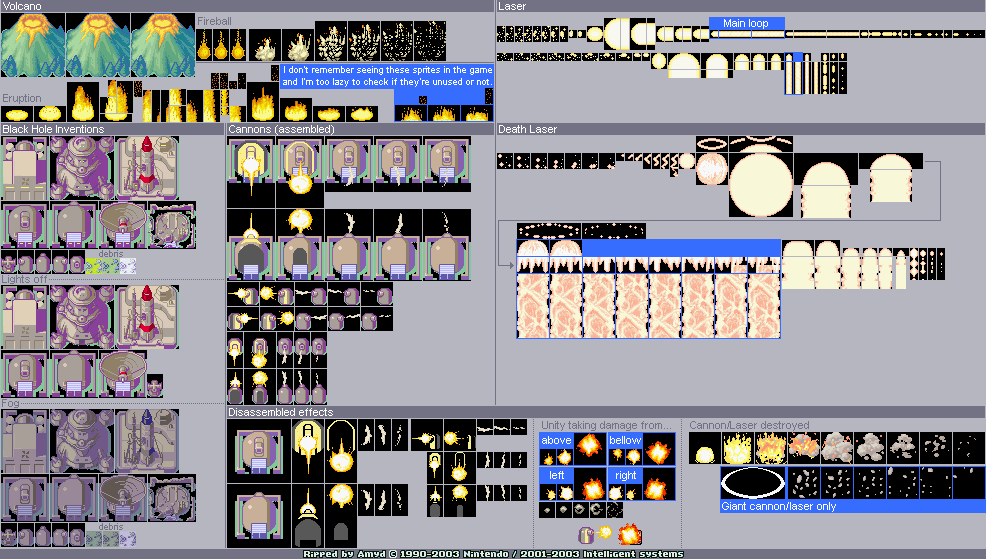 Volcano
Fireball
I don't remember seeing these sprites in the game
and I'm too lazy to check if they're unused or not.
Eruption
Laser
Main loop
Black Hole Inventions
debris
Lights off
Fog
debris
Cannons (assembled)
Death Laser
Disassembled effects
Unity taking damage from...
above
bellow
left
right
Cannon/Laser destroyed
Giant cannon/laser only
Ripped by Amyd © 1990-2003 Nintendo / 2001-2003 Intelligent systems